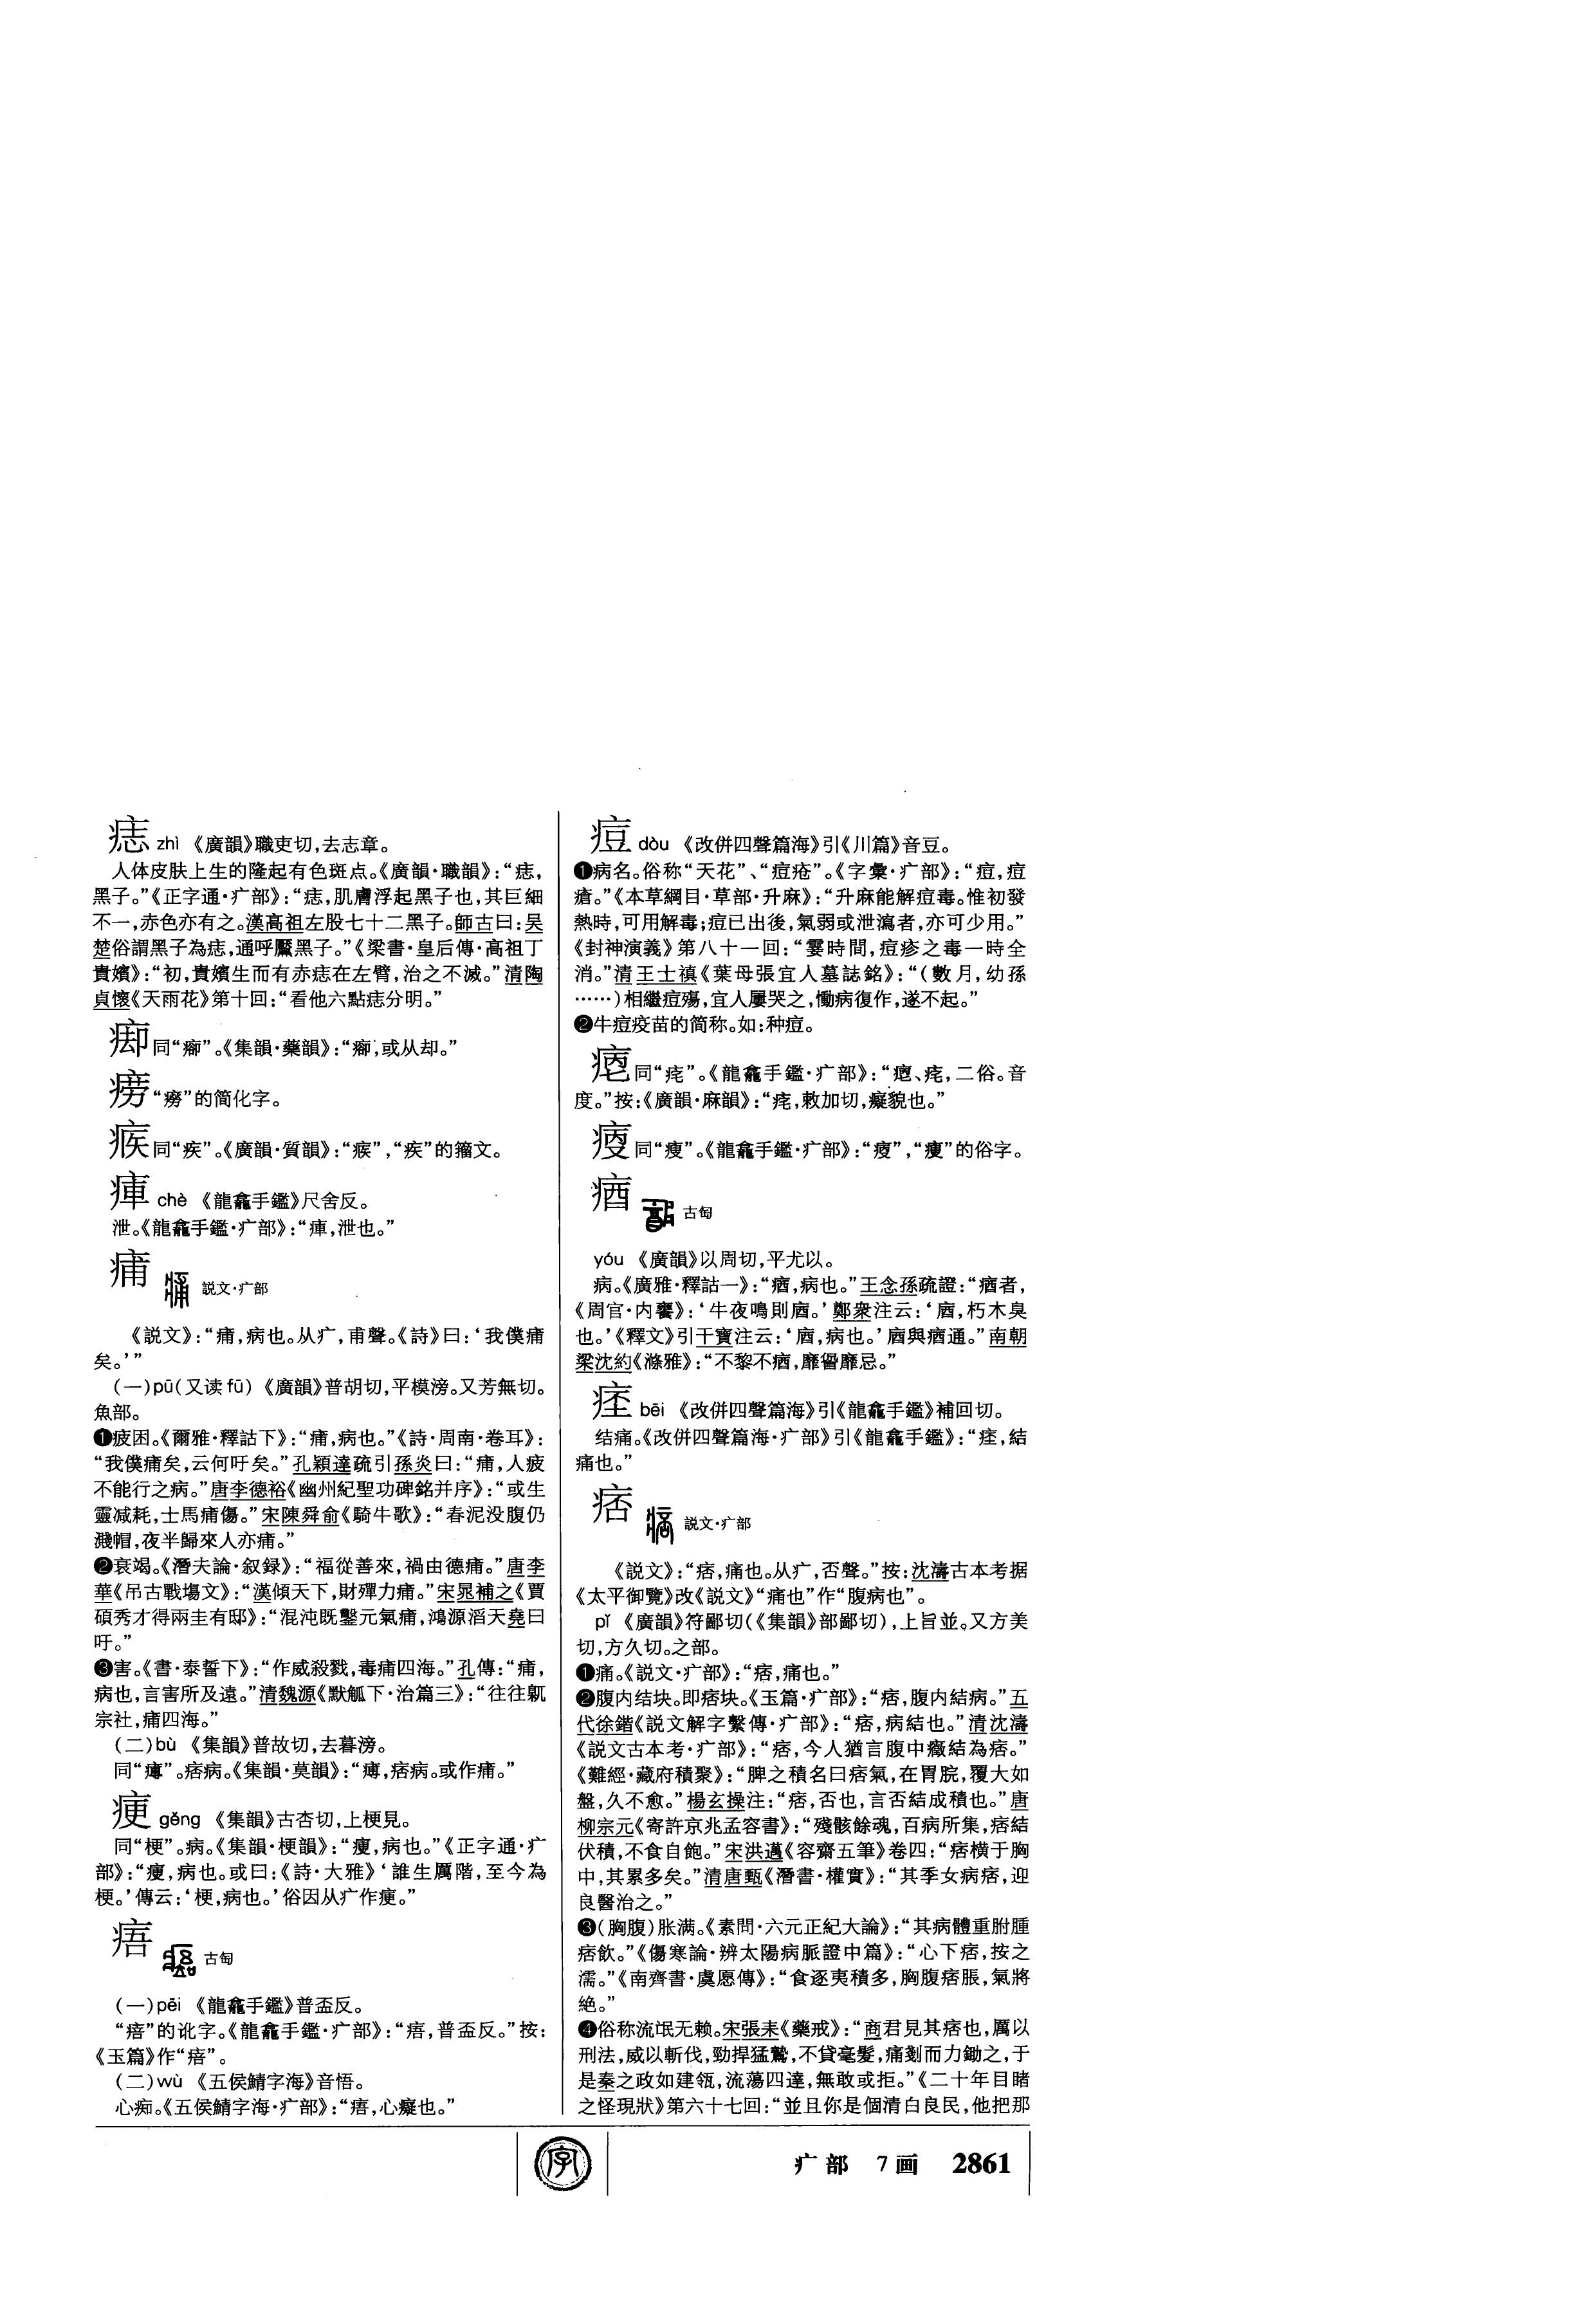 痣 zhì 《廣韻》職吏切,去志章。
人体皮肤上生的隆起有色斑点。《廣韻·職韻》:“痣,
黑子。”《正字通·疒部》:“痣,肌膚浮起黑子也,其巨細
不一,赤色亦有之。漢高祖左股七十二黑子。師古曰:吴
楚俗謂黑子為痣,通呼黶黑子。”《梁書·皇后傳·高祖丁
貴嬪》:“初,貴嬪生而有赤痣在左臂,治之不滅。”清陶
貞懷《天雨花》第十回:“看他六點痣分明。”
同“𤸪”。《集韻·藥韻》:“𤸪,或从却。”
痨 “癆”的简化字。
同“疾”。《廣韻·質韻》:“𤶅”,“疾”的籀文。
㾝 chè 《龍龕手鑑》尺舍反。
泄。《龍龕手鑑·疒部》:“㾝,泄也。”
痡 説文·疒部
《説文》:“痡,病也。从疒,甫聲。《詩》曰:‘我僕痡
矣。’”
(一)pū(又读fū) 《廣韻》普胡切,平模滂。又芳無切。
魚部。
❶疲困。《爾雅·釋詁下》:“痡,病也。”《詩·周南·卷耳》:
“我僕痡矣,云何吁矣。”孔穎達疏引孫炎曰:“痡,人疲
不能行之病。”唐李德裕《幽州紀聖功碑銘并序》:“或生
靈减耗,士馬痡傷。”宋陳舜俞《騎牛歌》:“春泥没腹仍
濺帽,夜半歸來人亦痡。”
❷衰竭。《潛夫論·叙録》:“福從善來,禍由德痡。”唐李
華《吊古戰場文》:“漢傾天下,財殫力痡。”宋晁補之《賈
碩秀才得兩圭有邸》:“混沌既鑿元氣痡,鴻源滔天堯曰
吁。”
❸害。《書·泰誓下》:“作威殺戮,毒痡四海。”孔傳:“痡,
病也,言害所及遠。”清魏源《默觚下·治篇三》:“往往劓
宗社,痡四海。”
(二)bù 《集韻》普故切,去暮滂。
同“𤸵”。痞病。《集韻·莫韻》:“𤸵,痞病。或作痡。”
㾘 gěng 《集韻》古杏切,上梗見。
同“梗”。病。《集韻·梗韻》:“㾘,病也。”《正字通·疒
部》:“㾘,病也。或曰:《詩·大雅》‘誰生厲階,至今為
梗。’傳云:‘梗,病也。’俗因从疒作㾘。”
痦 古匋
(一)pēi 《龍龕手鑑》普盃反。
“㾦”的讹字。《龍龕手鑑·疒部》:“痦,普盃反。”按:
《玉篇》作“㾦”。
(二)wù 《五侯鯖字海》音悟。
心痴。《五侯鯖字海·疒部》:“痦,心癡也。”
痘 dòu 《改併四聲篇海》引《川篇》音豆。
❶病名。俗称“天花”、“痘疮”。《字彙·疒部》:“痘,痘
瘡。”《本草綱目·草部·升麻》:“升麻能解痘毒。惟初發
熱時,可用解毒;痘已出後,氣弱或泄瀉者,亦可少用。”
《封神演義》第八十一回:“霎時間,痘疹之毒一時全
消。”清王士禛《葉母張宜人墓誌銘》:“(數月,幼孫
……)相繼痘殤,宜人屢哭之,慟病復作,遂不起。”
❷牛痘疫苗的简称。如:种痘。
同“㾎”。《龍龕手鑑·疒部》:“、㾎,二俗。音
度。”按:《廣韻·麻韻》:“㾎,敕加切,癡貌也。”
同“瘦”。《龍龕手鑑·疒部》:“”,“瘦”的俗字。
㾞 古匋
yóu 《廣韻》以周切,平尤以。
病。《廣雅·釋詁一》:“㾞,病也。”王念孫疏證:“㾞者,
《周官·内饔》:‘牛夜鳴則庮。’鄭衆注云:‘庮,朽木臭
也。’《釋文》引干寶注云:‘庮,病也。’庮與㾞通。”南朝
梁沈約《滌雅》:“不黎不㾞,靡眚靡忌。”
bēi 《改併四聲篇海》引《龍龕手鑑》補回切。
结痛。《改併四聲篇海·疒部》引《龍龕手鑑》:“,結
痛也。”
痞 説文·疒部
《説文》:“痞,痛也。从疒,否聲。”按:沈濤古本考据
《太平御覽》改《説文》“痛也”作“腹病也”。
pǐ 《廣韻》符鄙切(《集韻》部鄙切),上旨並。又方美
切,方久切。之部。
❶痛。《説文·疒部》:“痞,痛也。”
❷腹内结块。即痞块。《玉篇·疒部》:“痞,腹内結病。”五
代徐鍇《説文解字繫傳·疒部》:“痞,病結也。”清沈濤
《説文古本考·疒部》:“痞,今人猶言腹中癥結為痞。”
《難經·藏府積聚》:“脾之積名曰痞氣,在胃脘,覆大如
盤,久不愈。”楊玄操注:“痞,否也,言否結成積也。”唐
柳宗元《寄許京兆孟容書》:“殘骸餘魂,百病所集,痞結
伏積,不食自飽。”宋洪邁《容齋五筆》卷四:“痞横于胸
中,其累多矣。”清唐甄《潛書·權實》:“其季女病痞,迎
良醫治之。”
❸(胸腹)胀满。《素問·六元正紀大論》:“其病體重胕腫
痞飲。”《傷寒論·辨太陽病脈證中篇》:“心下痞,按之
濡。”《南齊書·虞愿傳》:“食逐夷積多,胸腹痞脹,氣將
絶。”
❹俗称流氓无赖。宋張耒《藥戒》:“商君見其痞也,厲以
刑法,威以斬伐,勁捍猛鷙,不貸毫髮,痛剗而力鋤之,于
是秦之政如建瓴,流蕩四達,無敢或拒。”《二十年目睹
之怪現狀》第六十七回:“並且你是個清白良民,他把那
字
疒部 7画 2861